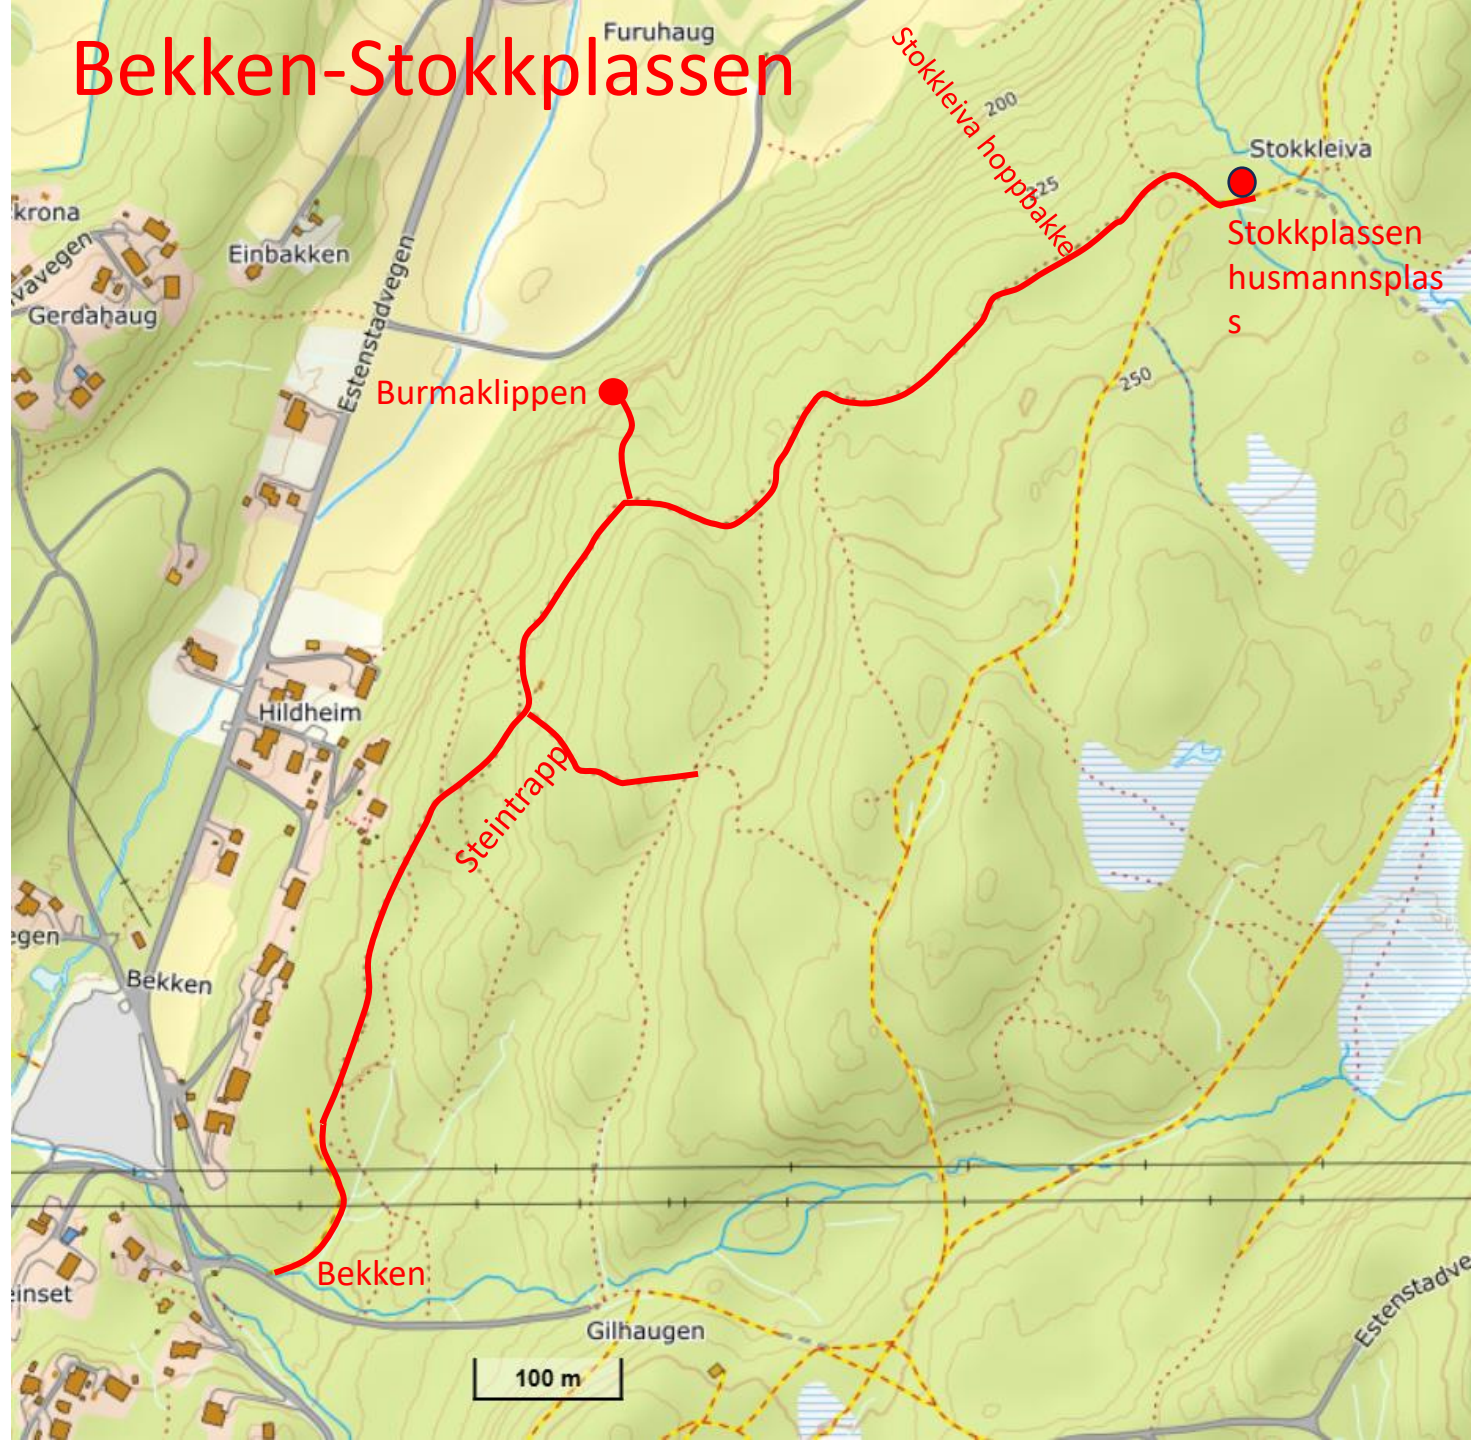 Bekken-Stokkplassen
Furuhaug
Stokkleiva hoppbakke
200
Stokkleiva
225
krona
Einbakken
Stokkplassen
husmannsplas
s
vavegen
Gerdahaug
Estenstadvegen
Burmaklippen
250
Hildheim
Steintrapp
egen
Bekken
Bekken
einset
Gilhaugen
Estenstadve
100 m